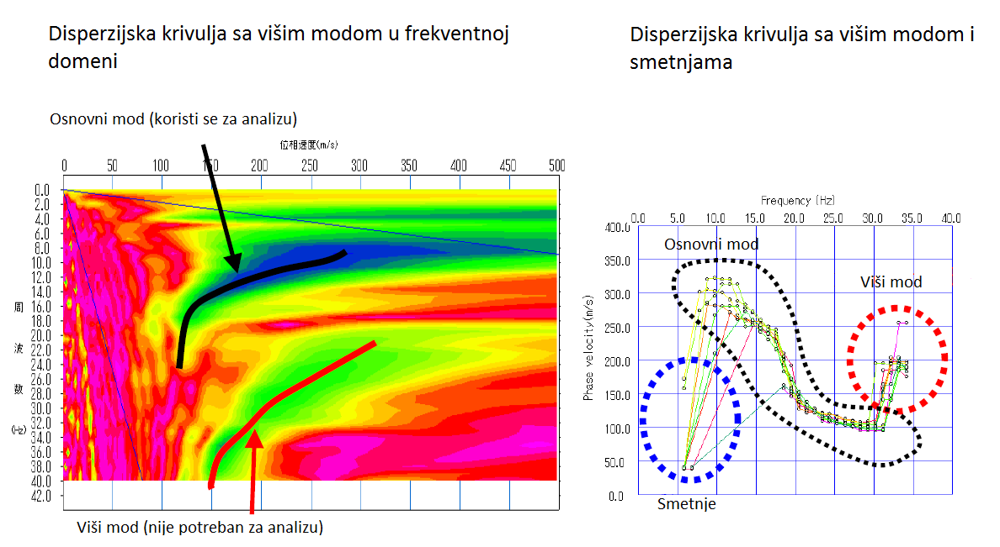 Disperzijska krivulja sa višim modom u frekventnoj
domeni
Osnovni mod (koristi se za analizu)
位相速度(m/s)
0 50 100 150 200 250 300 350 400 450 500
0.0
2.0
4.0
6.0
8.0
10.0
12.0
14.0
16.0
18.0
20.0
22.0
24.0
26.0
28.0
30.0
32.0
34.0
36.0
38.0
40.0
42.0
周
波
数
(Hz)
Viši mod (nije potreban za analizu)
Disperzijska krivulja sa višim modom i
smetnjama
Frequency (Hz)
0.0 5.0 10.0 15.0 20.0 25.0 30.0 35.0 40.0
400.0
350.0
300.0
250.0
200.0
150.0
100.0
50.0
0.0
Phase velocity(m/s)
Osnovni mod
Viši mod
Smetnje